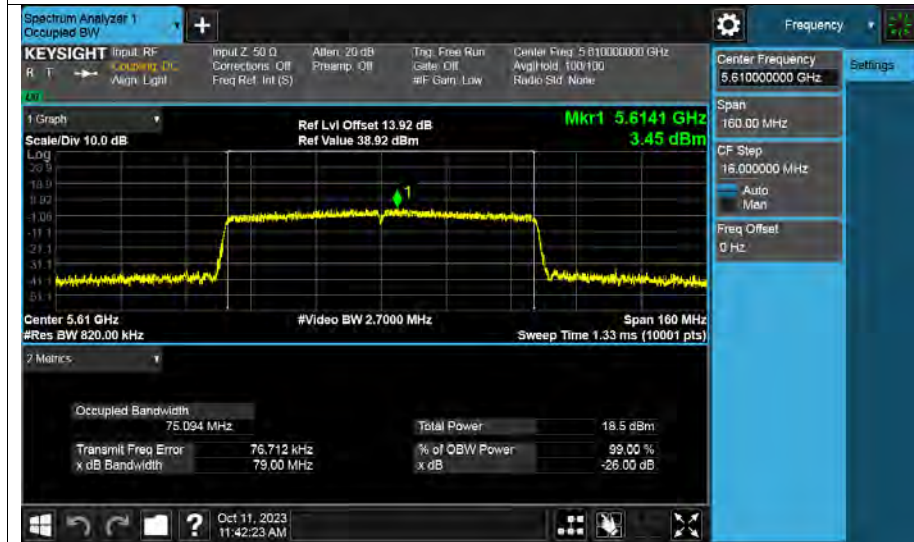 Spectrum Analyzer 1
Occupied BW
Frequency
KEYSIGHT Input: RF
R T Coupling: DC
Align: Light
Input Z: 50 Ω
Corrections: Off
Freq Ref: Int (S)
Atten: 20 dB
Preamp: Off
Trig: Free Run
Gate: Off
#IF Gain: Low
Center Freq: 5.610000000 GHz
Avg|Hold: 100/100
Radio Std: None
Center Frequency
5.610000000 GHz
Settings
Span
160.00 MHz
CF Step
16.000000 MHz
Auto
Man
Freq Offset
0 Hz
1 Graph
Scale/Div 10.0 dB
Ref Lvl Offset 13.92 dB
Ref Value 38.92 dBm
Mkr1 5.6141 GHz
3.45 dBm
Log
1
Center 5.61 GHz
#Res BW 820.00 kHz
#Video BW 2.7000 MHz
Span 160 MHz
Sweep Time 1.33 ms (10001 pts)
2 Metrics
Occupied Bandwidth
75.094 MHz
Transmit Freq Error 76.712 kHz
x dB Bandwidth 79.00 MHz
Total Power 18.5 dBm
% of OBW Power 99.00 %
x dB -26.00 dB
Oct 11, 2023
11:42:23 AM